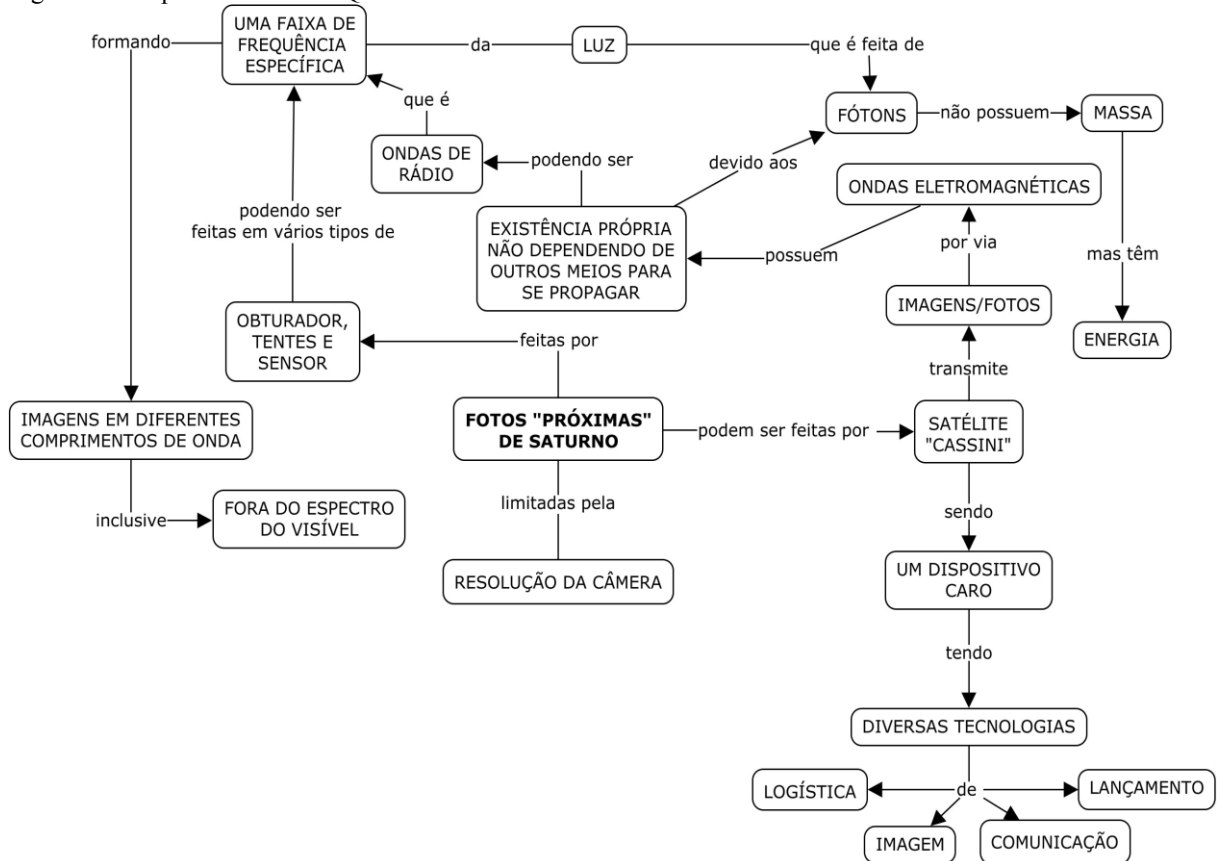 UMA FAIXA DE
FREQUÊNCIA
ESPECÍFICA
formando
da
LUZ
que é feita de
FÓTONS
não possuem
MASSA
que é
ONDAS DE
RÁDIO
podendo ser
devido aos
ONDAS ELETROMAGNÉTICAS
podendo ser
feitas em vários tipos de
EXISTÊNCIA PRÓPRIA
NÃO DEPENDENDO DE
OUTROS MEIOS PARA
SE PROPAGAR
possuem
por via
mas têm
IMAGENS/FOTOS
OBTURADOR,
TENTES E
SENSOR
feitas por
ENERGIA
transmite
IMAGENS EM DIFERENTES
COMPRIMENTOS DE ONDA
FOTOS "PRÓXIMAS"
DE SATURNO
podem ser feitas por
SATÉLITE
"CASSINI"
inclusive
FORA DO ESPECTRO
DO VISÍVEL
limitadas pela
sendo
RESOLUÇÃO DA CÂMERA
UM DISPOSITIVO
CARO
tendo
DIVERSAS TECNOLOGIAS
LOGÍSTICA
de
LANÇAMENTO
IMAGEM
COMUNICAÇÃO